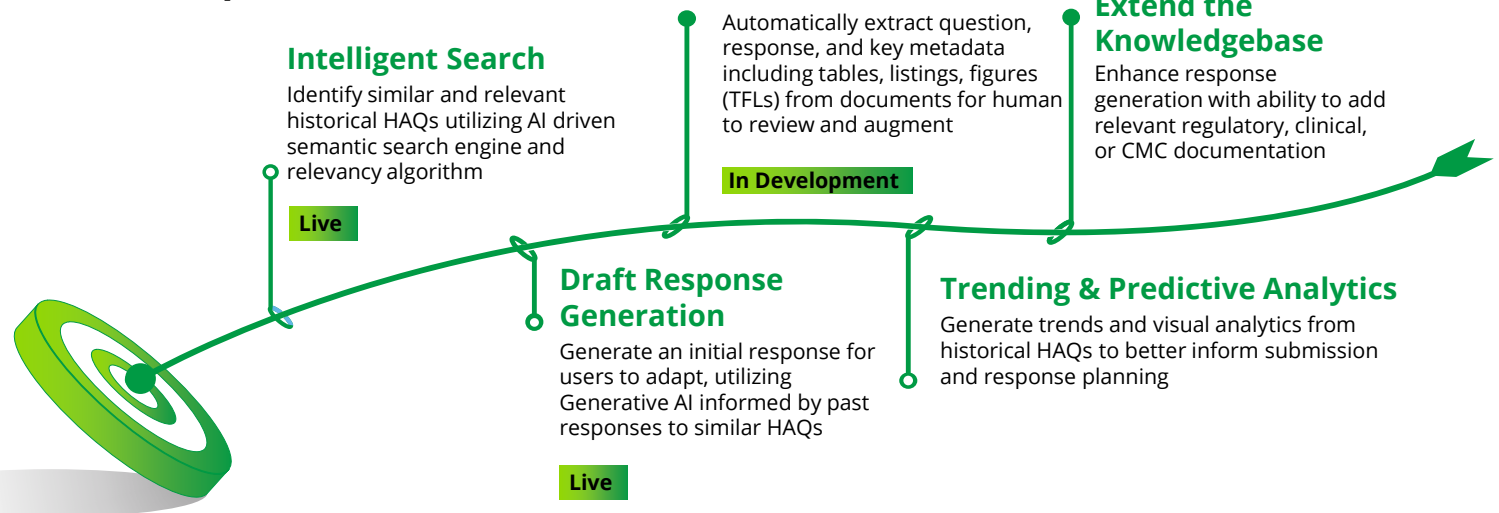 Intelligent Search
Identify similar and relevant
historical HAQs utilizing AI driven
semantic search engine and
relevancy algorithm
Live
Draft Response
Generation
Generate an initial response for
users to adapt, utilizing
Generative AI informed by past
responses to similar HAQs
Live
Automatically extract question,
response, and key metadata
including tables, listings, figures
(TFLs) from documents for human
to review and augment
In Development
Trending & Predictive Analytics
Generate trends and visual analytics from
historical HAQs to better inform submission
and response planning
Extend the
Knowledgebase
Enhance response
generation with ability to add
relevant regulatory, clinical,
or CMC documentation